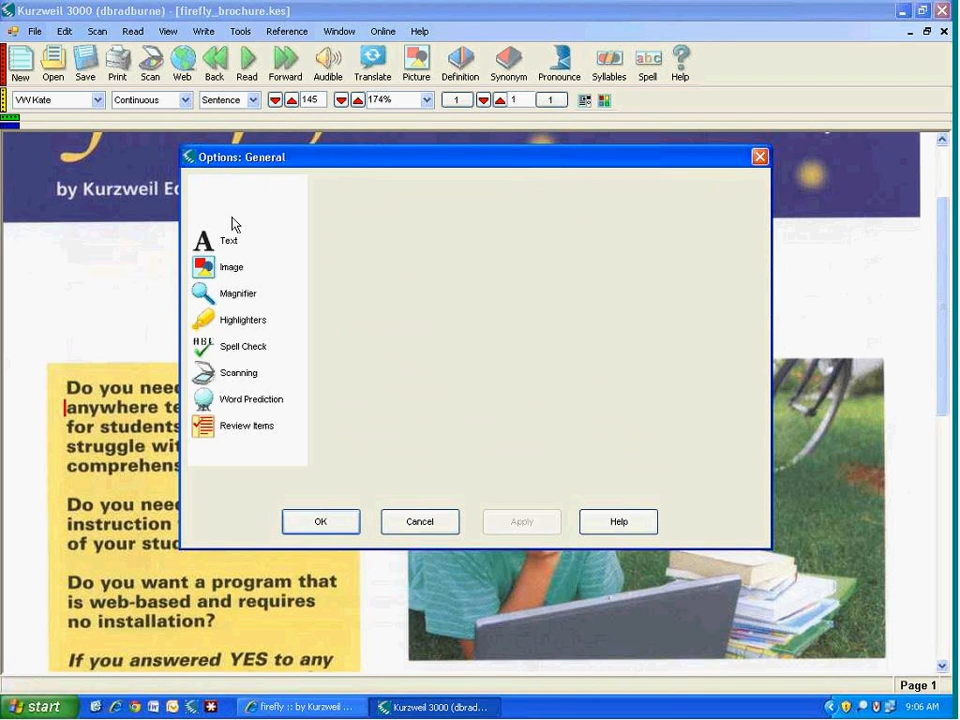 Kurzweil 3000 (dbradburne) - [firefly_brochure.kes]
File Edit Scan Read View Write Tools Reference Window Online Help
New Open Save Print Scan Web Back Read Forward Audible Translate Picture Definition Synonym Pronounce Syllables Spell Help
VW Kate Continuous Sentence 145 174% 1 1 1
by Kurzweil Ed
Options: General
Text
Image
Magnifier
Highlighters
Spell Check
Scanning
Word Prediction
Review Items
OK Cancel Apply Help
Do you need
anywhere te
for students
struggle wit
comprehens
Do you need
instruction
of your stud
Do you want a program that
is web-based and requires
no installation?
If you answered YES to any
Page 1
start firefly :: by Kurzweil ... Kurzweil 3000 (dbrad... 9:06 AM